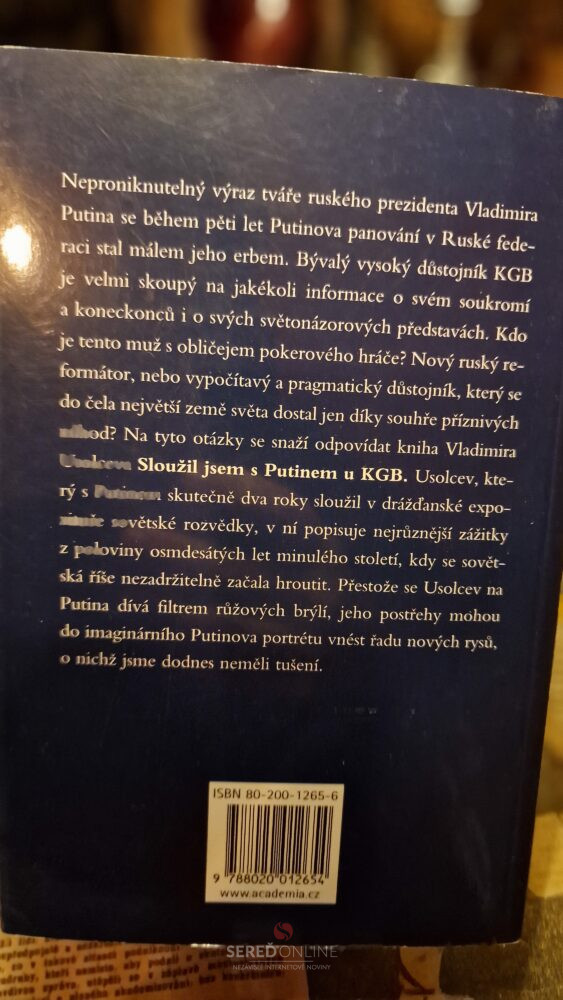 Neproniknutelný výraz tváře ruského prezidenta Vladimira
Putina se během pěti let Putinova panování v Ruské fede-
raci stal málem jeho erbem. Bývalý vysoký důstojník KGB
je velmi skoupý na jakékoli informace o svém soukromí
a koneckonců i o svých světonázorových představách. Kdo
je tento muž s obličejem pokerového hráče? Nový ruský re-
formátor, nebo vypočítavý a pragmatický důstojník, který se
do čela největší země světa dostal jen díky souhře příznivých
Na tyto otázky se snaží odpovídat kniha Vladimira
Usolceva Sloužil jsem s Putinem u KGB. Usolcev, kte-
rý s Putinem skutečně dva roky sloužil v drážďanské expo-
sovětské rozvědky, v ní popisuje nejrůznější zážitky
z poloviny osmdesátých let minulého století, kdy se sovět-
ská říše nezadržitelně začala hroutit. Přestože se Usolcev na
Putina dívá filtrem růžových brýlí, jeho postřehy mohou
do imaginárního Putinova portrétu vnést řadu nových rysů,
o nichž jsme dodnes neměli tušení.
ISBN 80-200-1265-6
9 788020 012654
www.academia.cz
SEREĎ ONLINE
NEZÁVISLÉ INTERNETOVÉ NOVINY